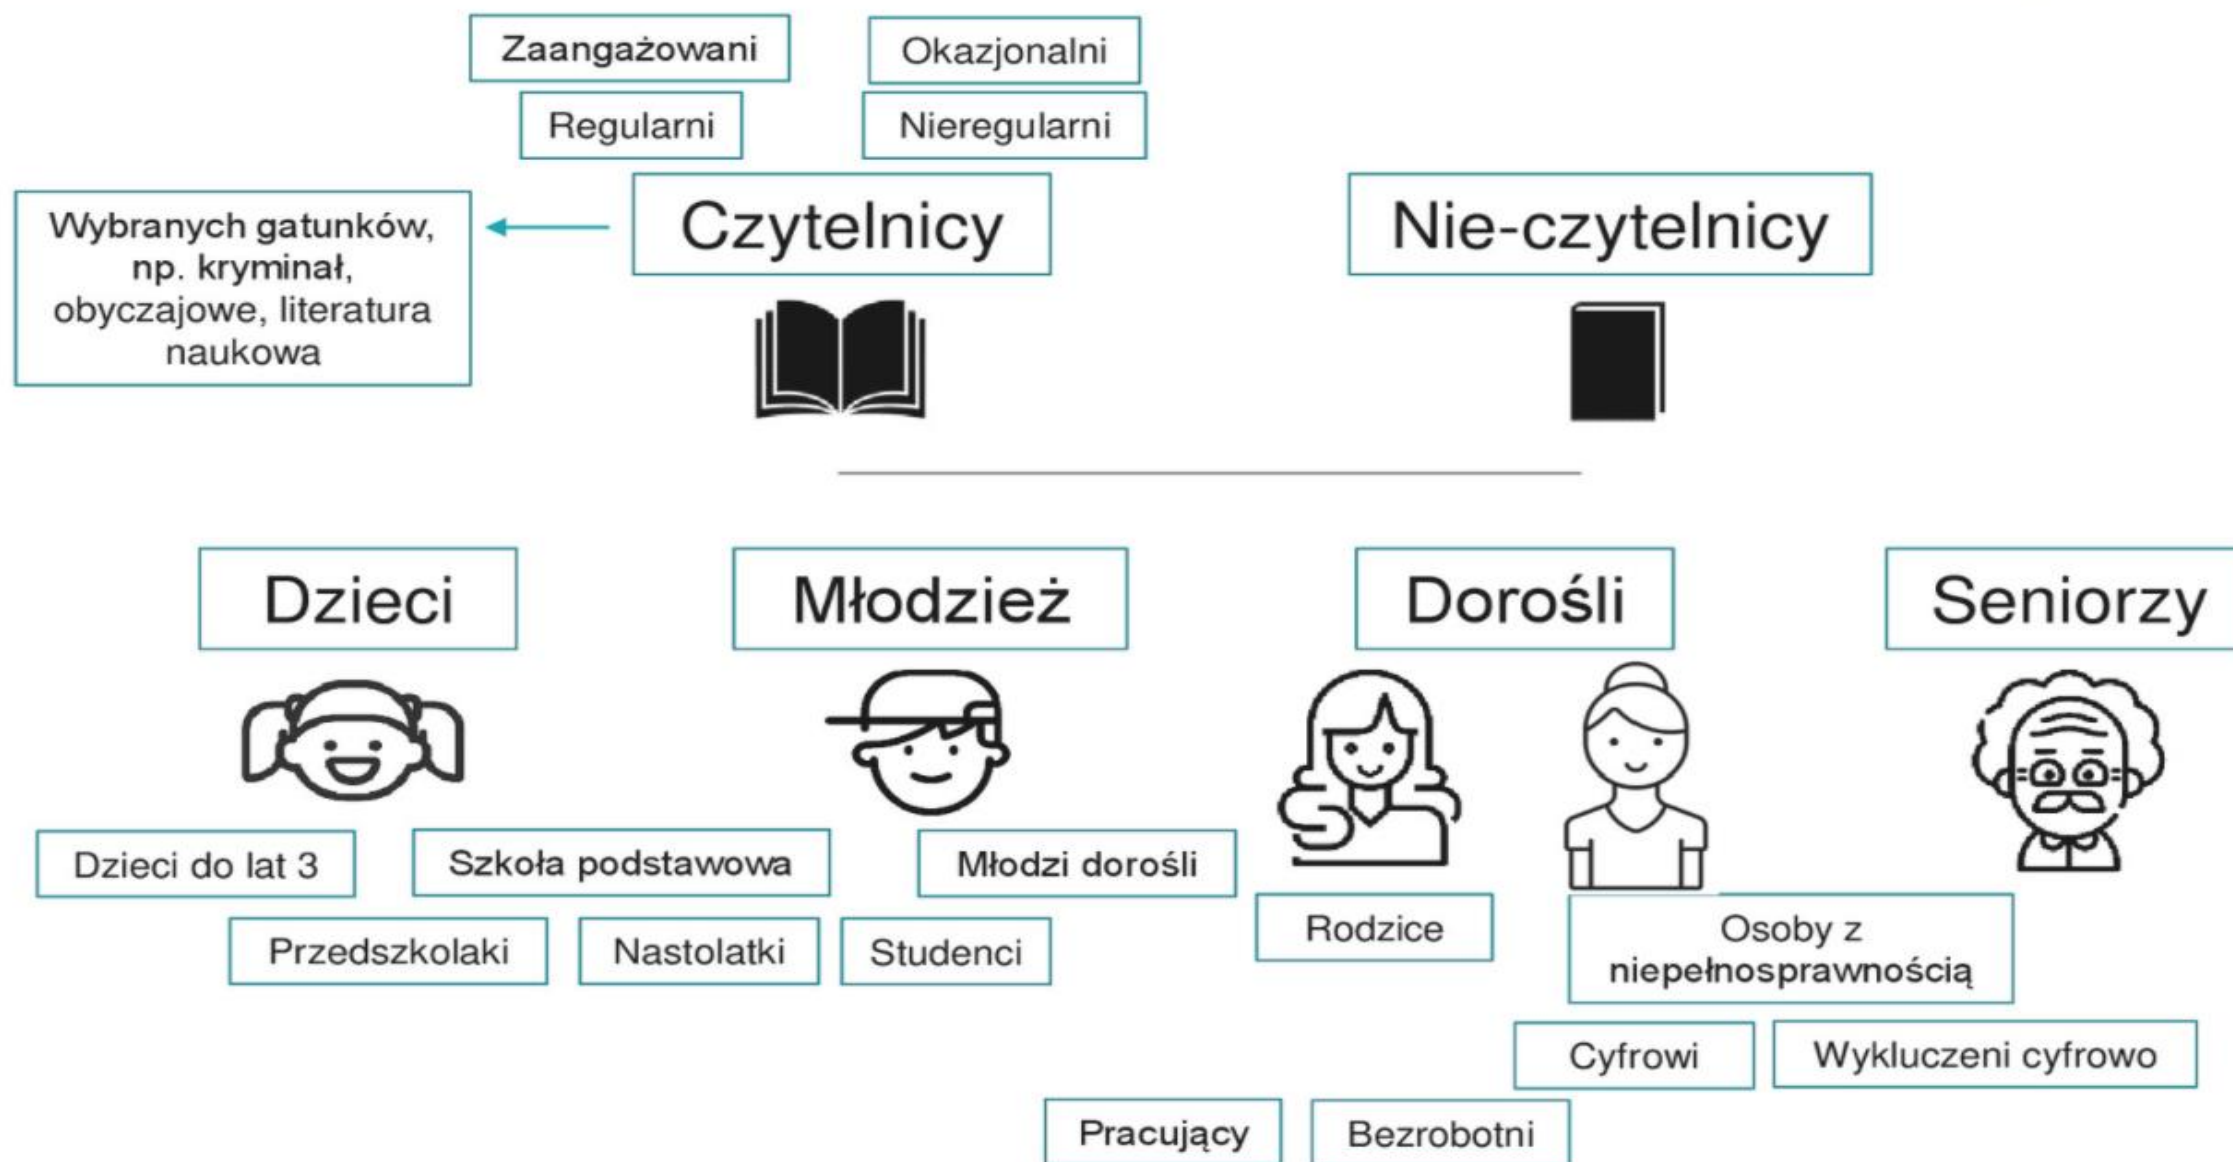 Zaangażowani
Okazjonalni
Regularni
Nieregularni
Wybranych gatunków,
np. kryminał,
obyczajowe, literatura
naukowa
Czytelnicy
Nie-czytelnicy
Dzieci
Młodzież
Dorośli
Seniorzy
Dzieci do lat 3
Szkoła podstawowa
Młodzi dorośli
Przedszkolaki
Nastolatki
Studenci
Rodzice
Osoby z
niepełnosprawnością
Cyfrowi
Wykluczeni cyfrowo
Pracujący
Bezrobotni